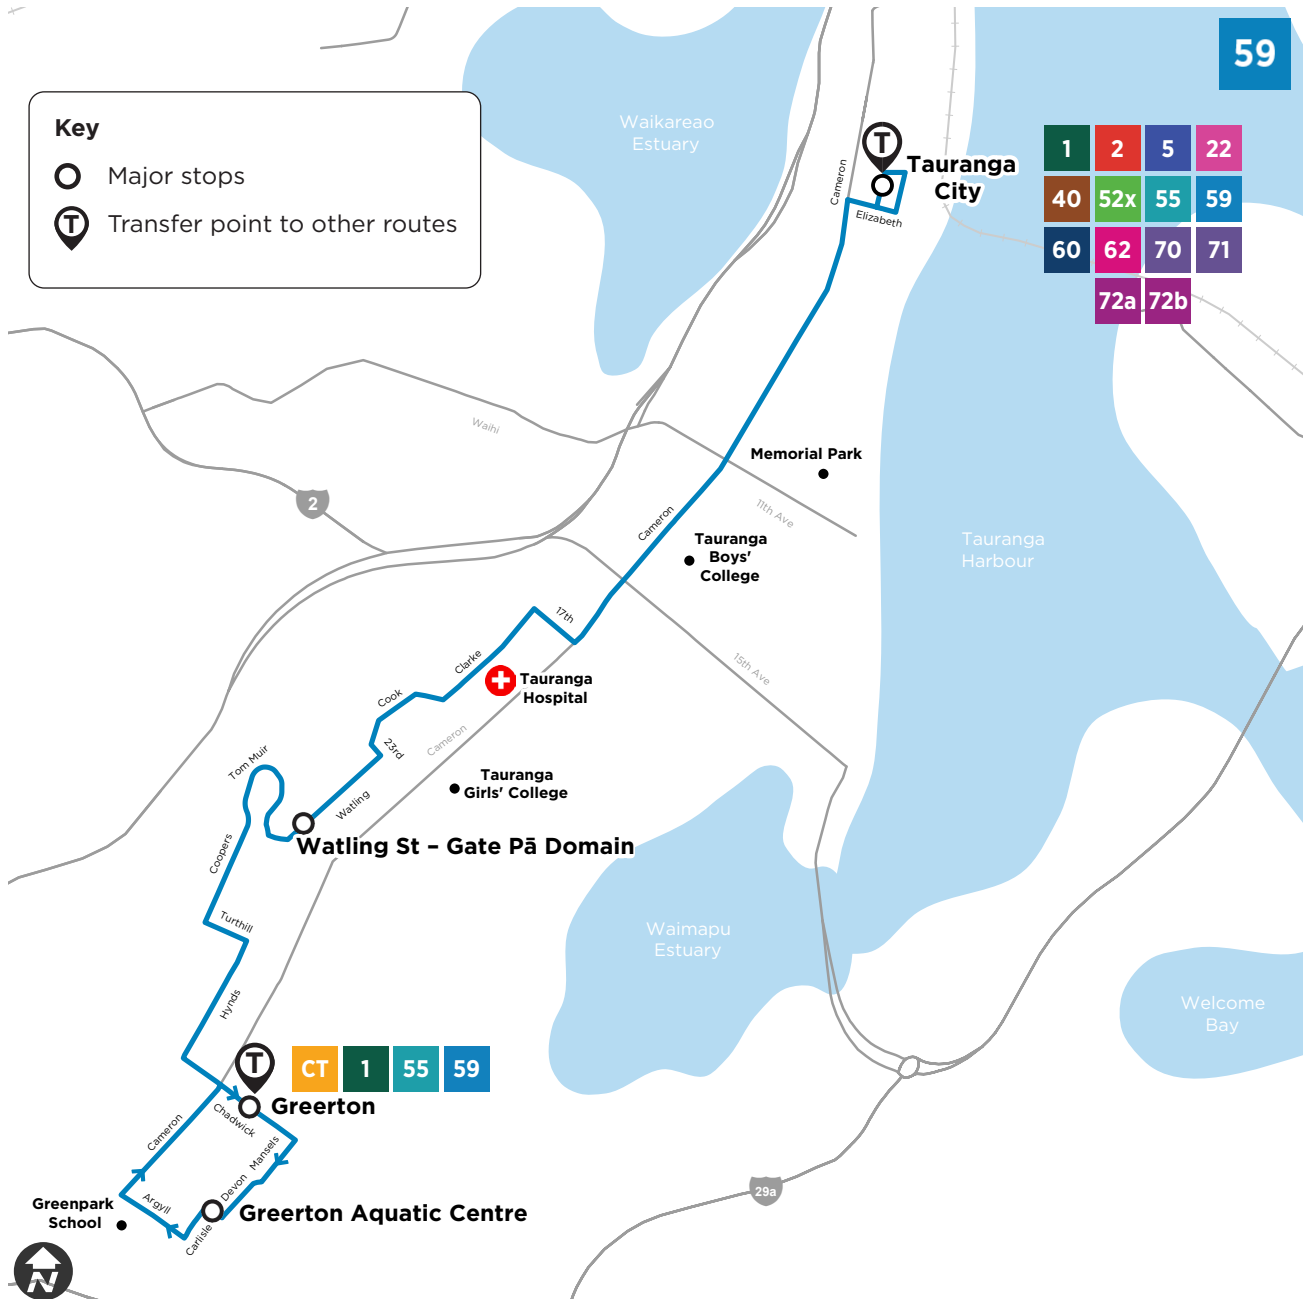 59
Key
Major stops
T
Transfer point to other routes
Waikareao
Estuary
T
Tauranga
City
Cameron
Elizabeth
1 2 5 22
40 52x 55 59
60 62 70 71
72a 72b
Waihi
2
Memorial Park
11th Ave
Cameron
Tauranga
Boys'
College
Tauranga
Harbour
17th
Clarke
15th Ave
Tauranga
Hospital
Cook
23rd
Cameron
Tom Muir
Tauranga
Girls' College
Watling
Watling St – Gate Pā Domain
Coopers
Turthill
Waimapu
Estuary
Hynds
Welcome
Bay
T
CT 1 55 59
Greerton
Chadwick
Cameron
Mansels
Devon
Argyll
Carlisle
Greenpark
School
Greerton Aquatic Centre
29a
N